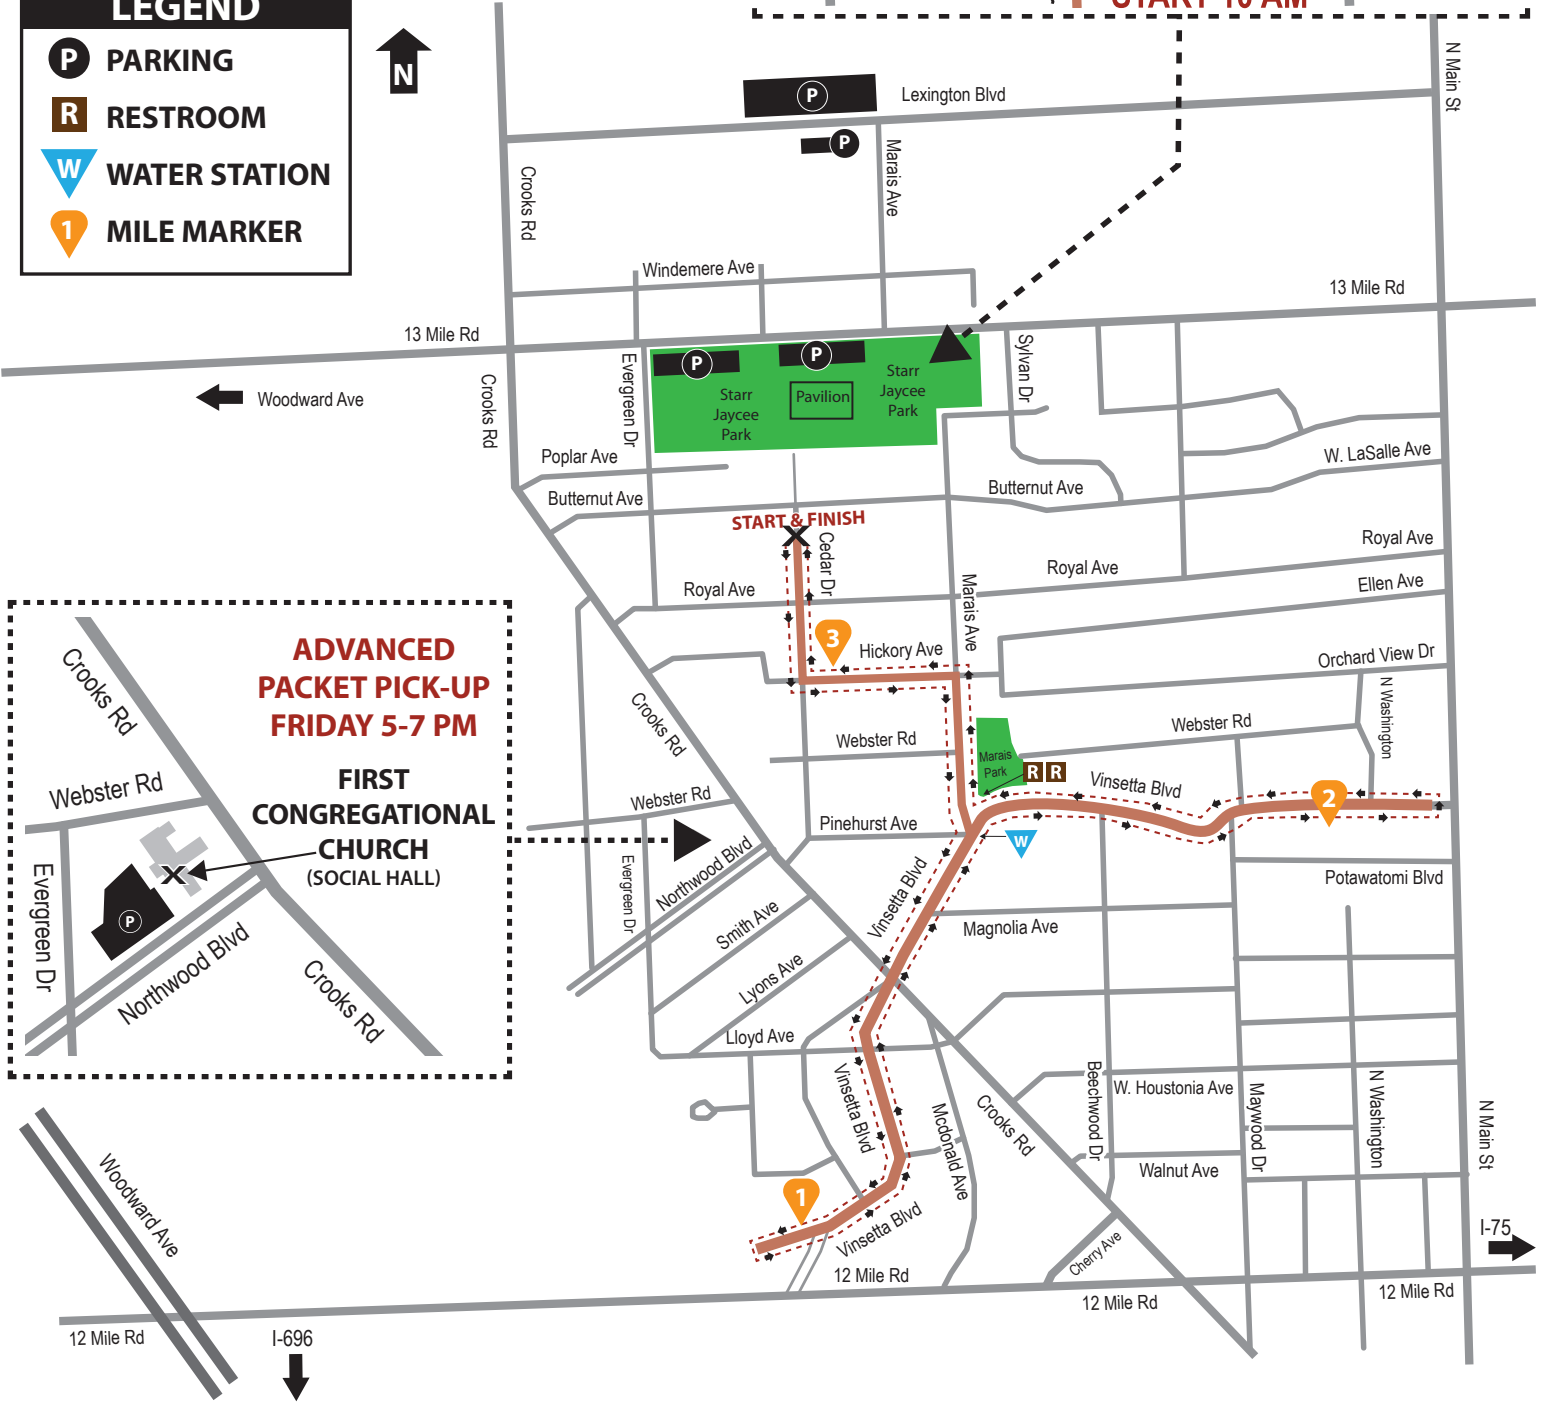 LEGEND
P PARKING
R RESTROOM
W WATER STATION
1 MILE MARKER
N
START 10 AM
N Main St
P
Lexington Blvd
P
Marais Ave
Crooks Rd
Windemere Ave
13 Mile Rd
13 Mile Rd
Woodward Ave
Crooks Rd
Evergreen Dr
P
P
Starr
Jaycee
Park
Pavilion
Starr
Jaycee
Park
Sylvan Dr
Poplar Ave
Butternut Ave
Butternut Ave
W. LaSalle Ave
START & FINISH
Cedar Dr
Royal Ave
Royal Ave
Royal Ave
Ellen Ave
Marais Ave
3
Hickory Ave
Orchard View Dr
N Washington
Crooks Rd
Webster Rd
Webster Rd
Marais
Park
R R
Vinsetta Blvd
2
Webster Rd
Pinehurst Ave
W
Evergreen Dr
Northwood Blvd
Vinsetta Blvd
Potawatomi Blvd
Smith Ave
Magnolia Ave
Lyons Ave
Lloyd Ave
Vinsetta Blvd
Mcdonald Ave
Crooks Rd
Beechwood Dr
W. Houstonia Ave
Maywood Dr
N Washington
N Main St
Walnut Ave
1
Vinsetta Blvd
Cherry Ave
I-75
12 Mile Rd
12 Mile Rd
12 Mile Rd
ADVANCED
PACKET PICK-UP
FRIDAY 5-7 PM
FIRST
CONGREGATIONAL
CHURCH
(SOCIAL HALL)
Crooks Rd
Webster Rd
Evergreen Dr
P
Northwood Blvd
Crooks Rd
Woodward Ave
12 Mile Rd
I-696